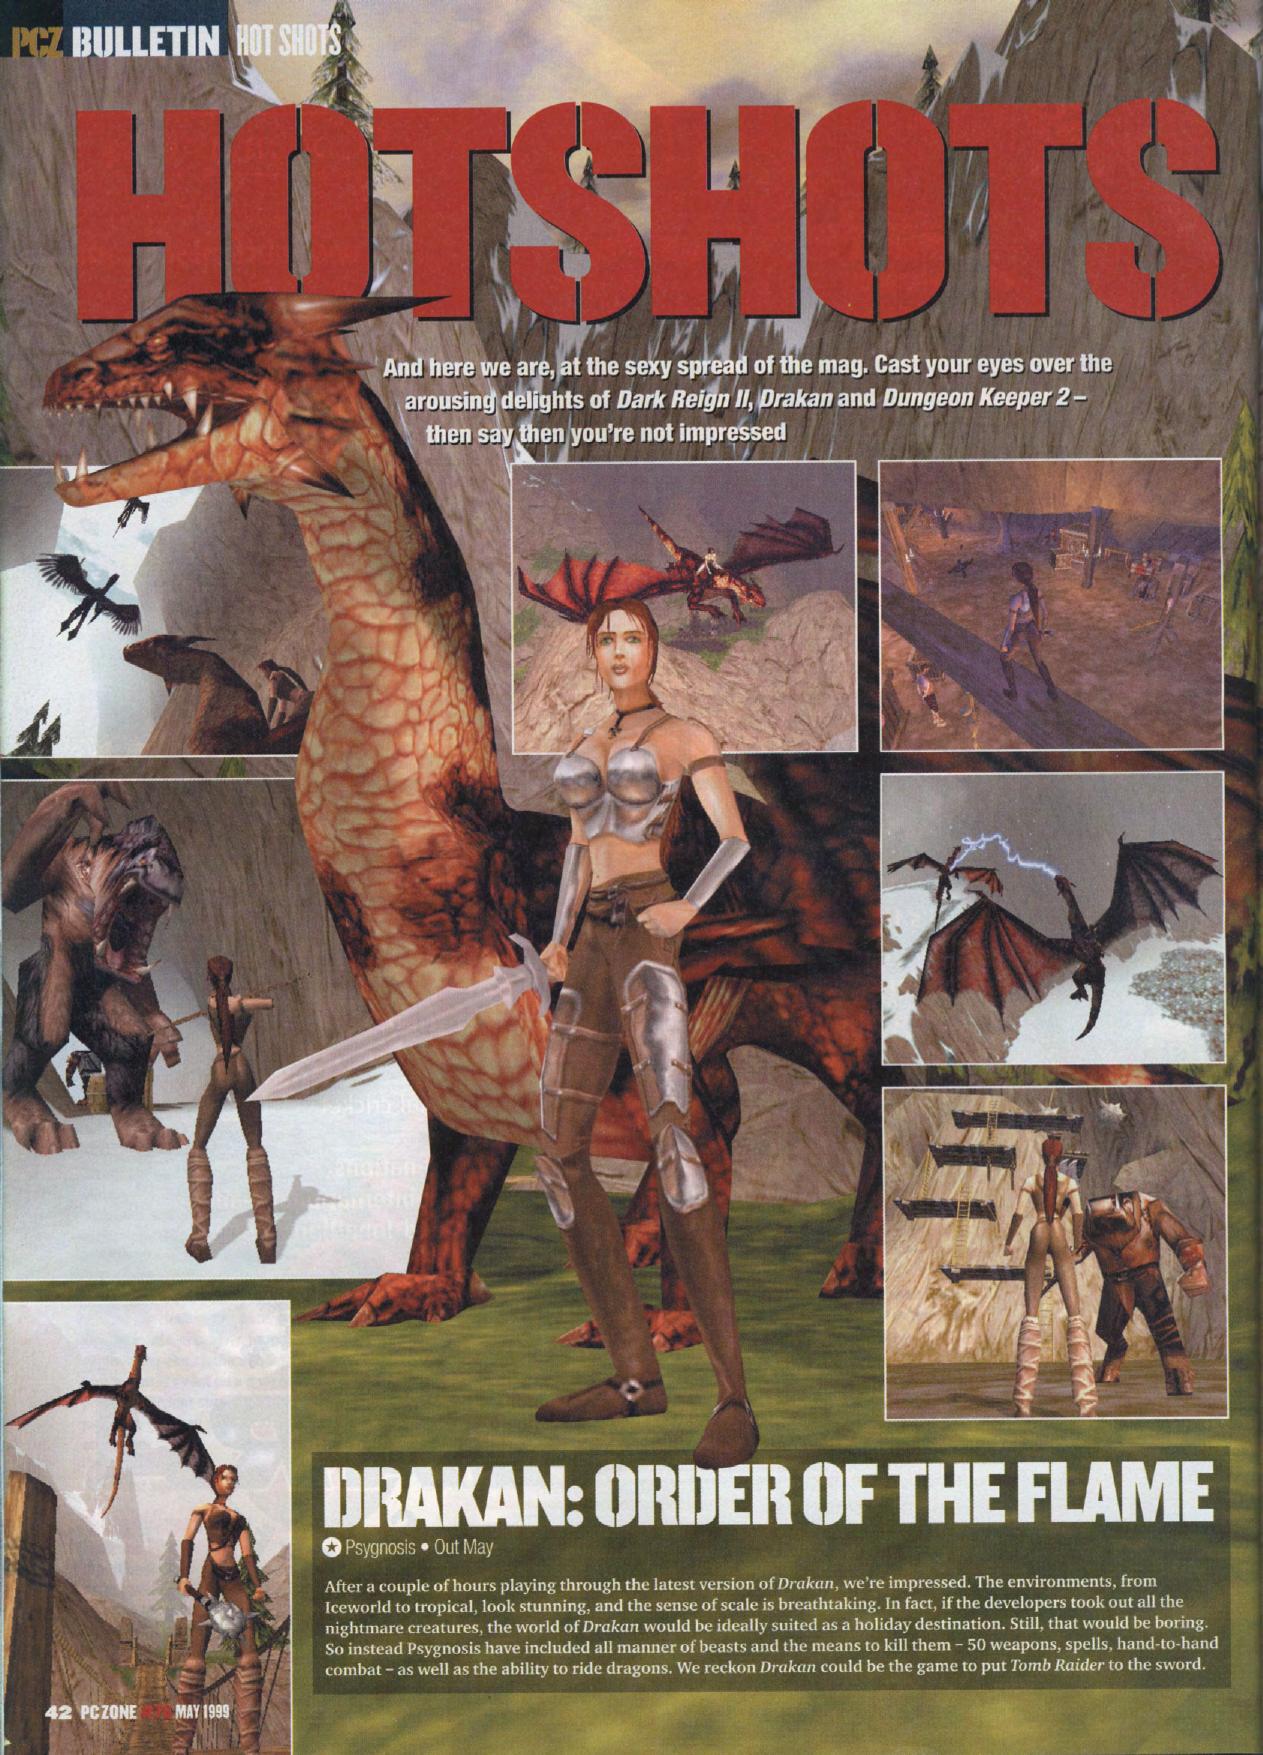 PCZ BULLETIN HOT SHOTS
HOTSHOTS
And here we are, at the sexy spread of the mag. Cast your eyes over the
arousing delights of Dark Reign II, Drakan and Dungeon Keeper 2 –
then say then you're not impressed
DRAKAN: ORDER OF THE FLAME
Psygnosis • Out May
After a couple of hours playing through the latest version of Drakan, we're impressed. The environments, from
Iceworld to tropical, look stunning, and the sense of scale is breathtaking. In fact, if the developers took out all the
nightmare creatures, the world of Drakan would be ideally suited as a holiday destination. Still, that would be boring.
So instead Psygnosis have included all manner of beasts and the means to kill them – 50 weapons, spells, hand-to-hand
combat – as well as the ability to ride dragons. We reckon Drakan could be the game to put Tomb Raider to the sword.
42 PC ZONE MAY 1999